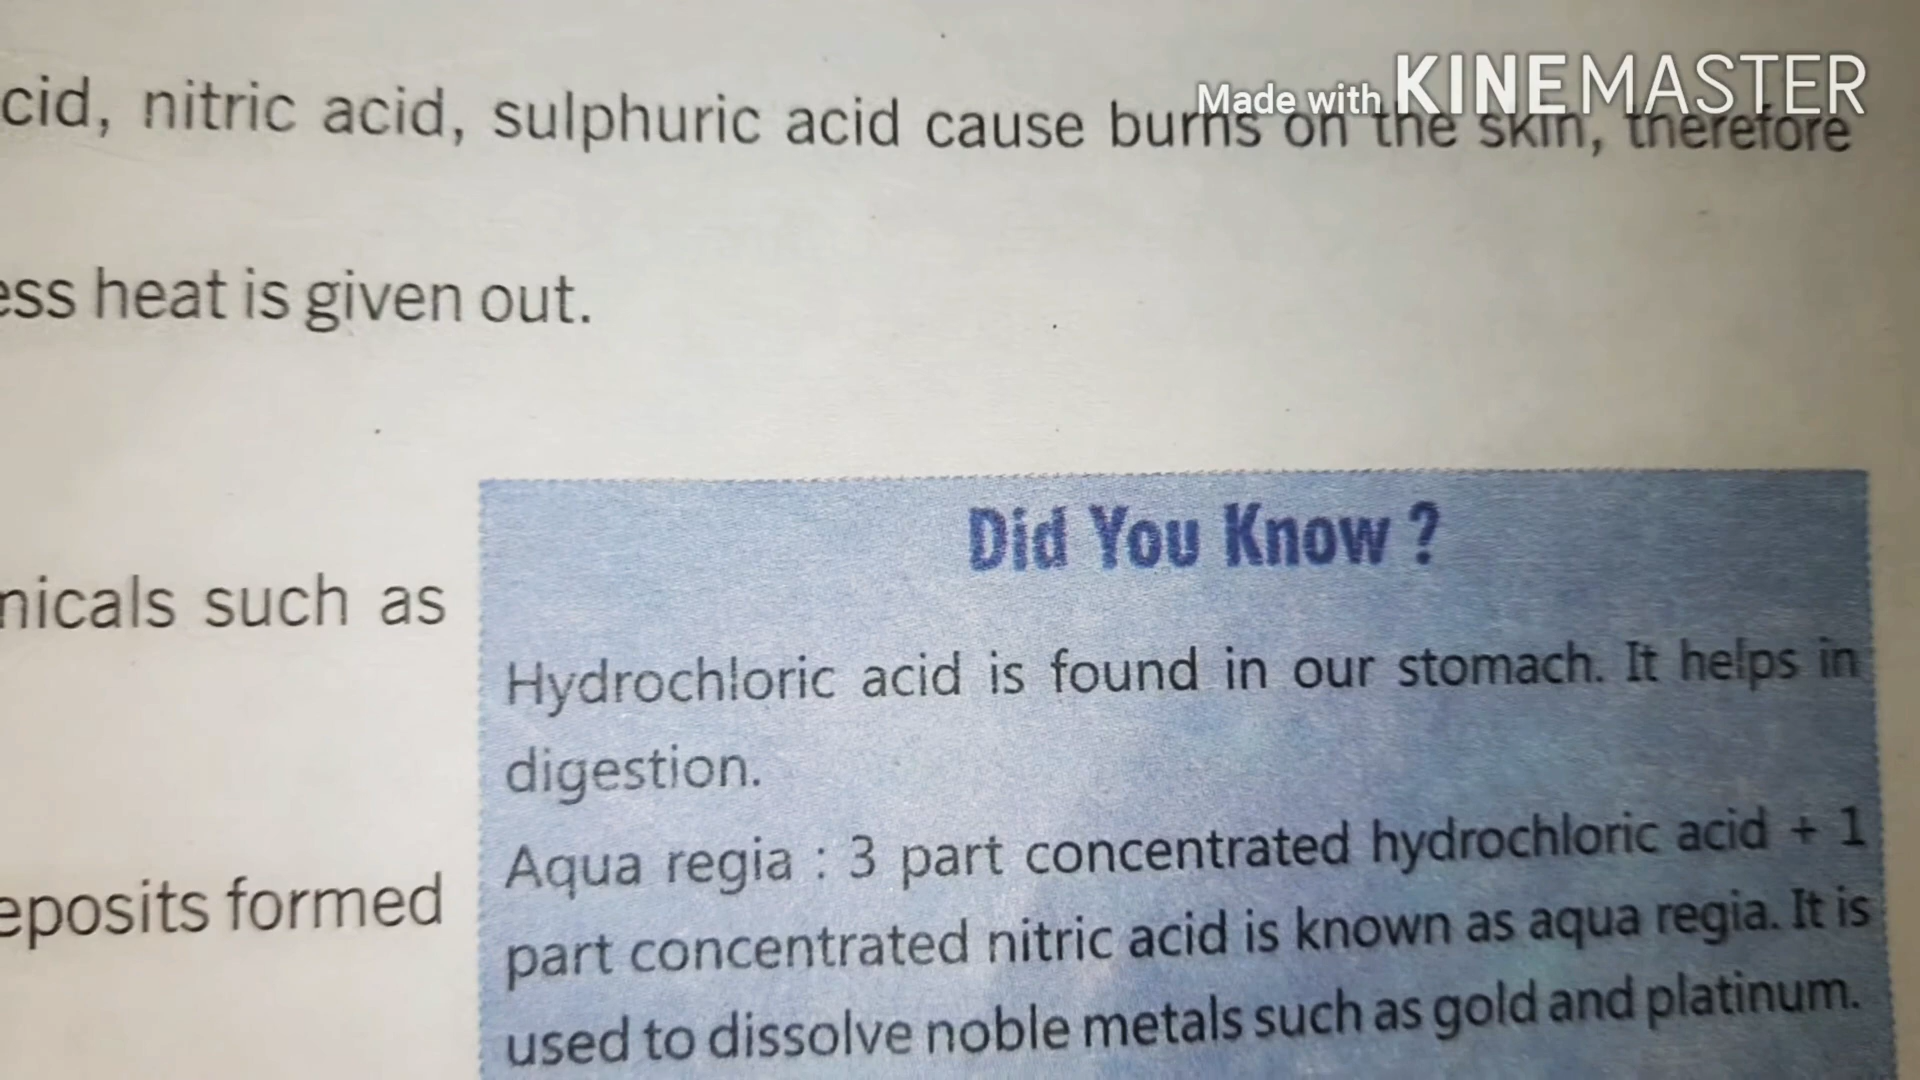 Made with KINEMASTER
cid, nitric acid, sulphuric acid cause burns on the skin, therefore
ess heat is given out.
nicals such as
eposits formed
Did You Know ?
Hydrochloric acid is found in our stomach. It helps in
digestion.
Aqua regia : 3 part concentrated hydrochloric acid + 1
part concentrated nitric acid is known as aqua regia. It is
used to dissolve noble metals such as gold and platinum.